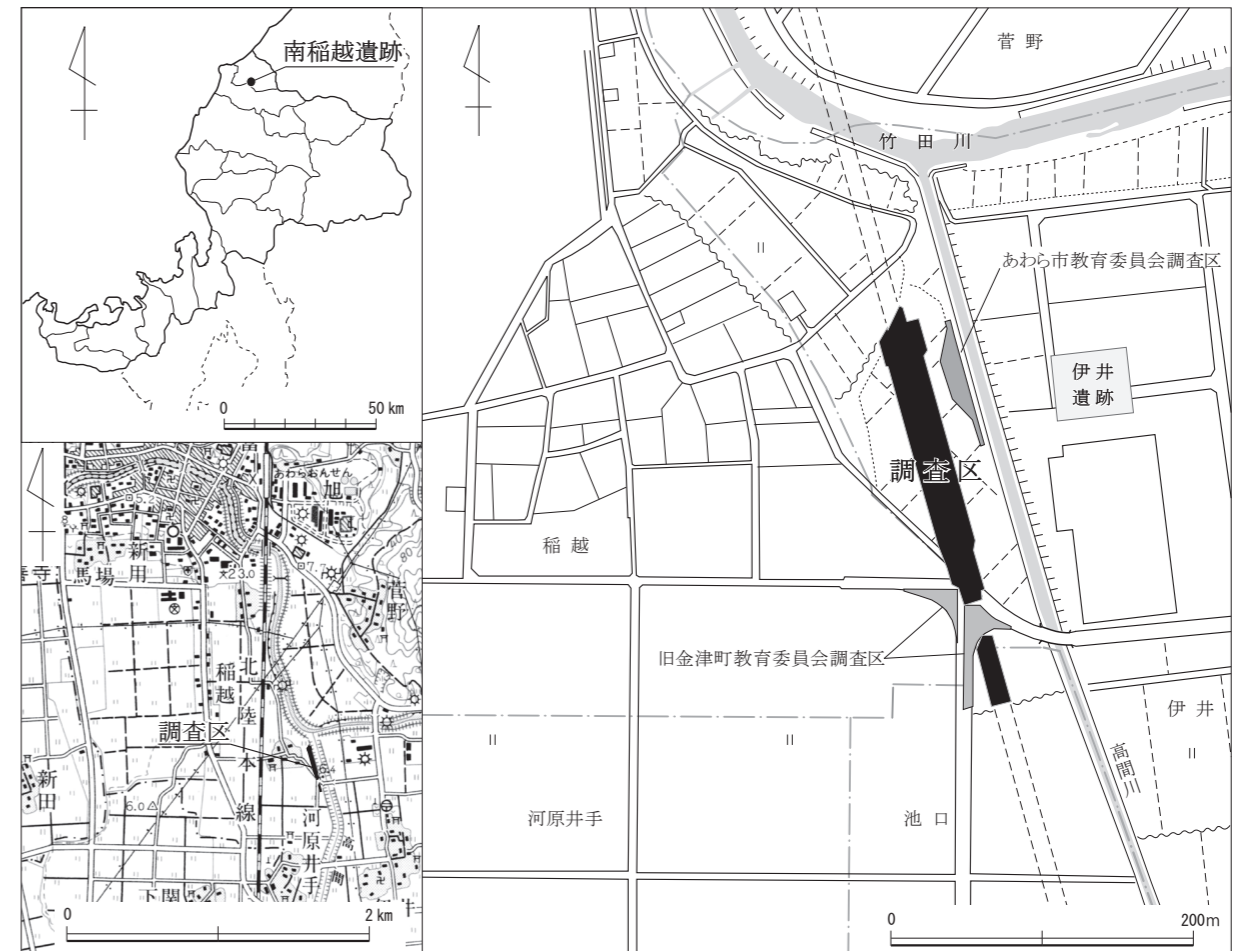 南稲越遺跡
0
50 km
あわらおんせん
旭
新用
馬場
菅野
稲越
北陸本線
調査区
新田
6.0
河原井手
高間
下関
0
2 km
菅野
竹田川
あわら市教育委員会調査区
伊井
遺跡
調査区
稲越
旧金津町教育委員会調査区
伊井
高間川
河原井手
池口
0
200m